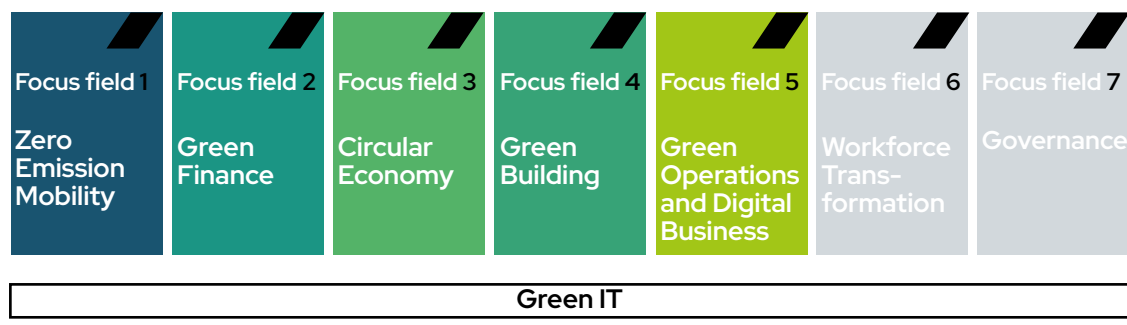 Focus field 1
Zero
Emission
Mobility
Focus field 2
Green
Finance
Focus field 3
Circular
Economy
Focus field 4
Green
Building
Focus field 5
Green
Operations
and Digital
Business
Focus field 6
Workforce
Trans-
formation
Focus field 7
Governance
Green IT